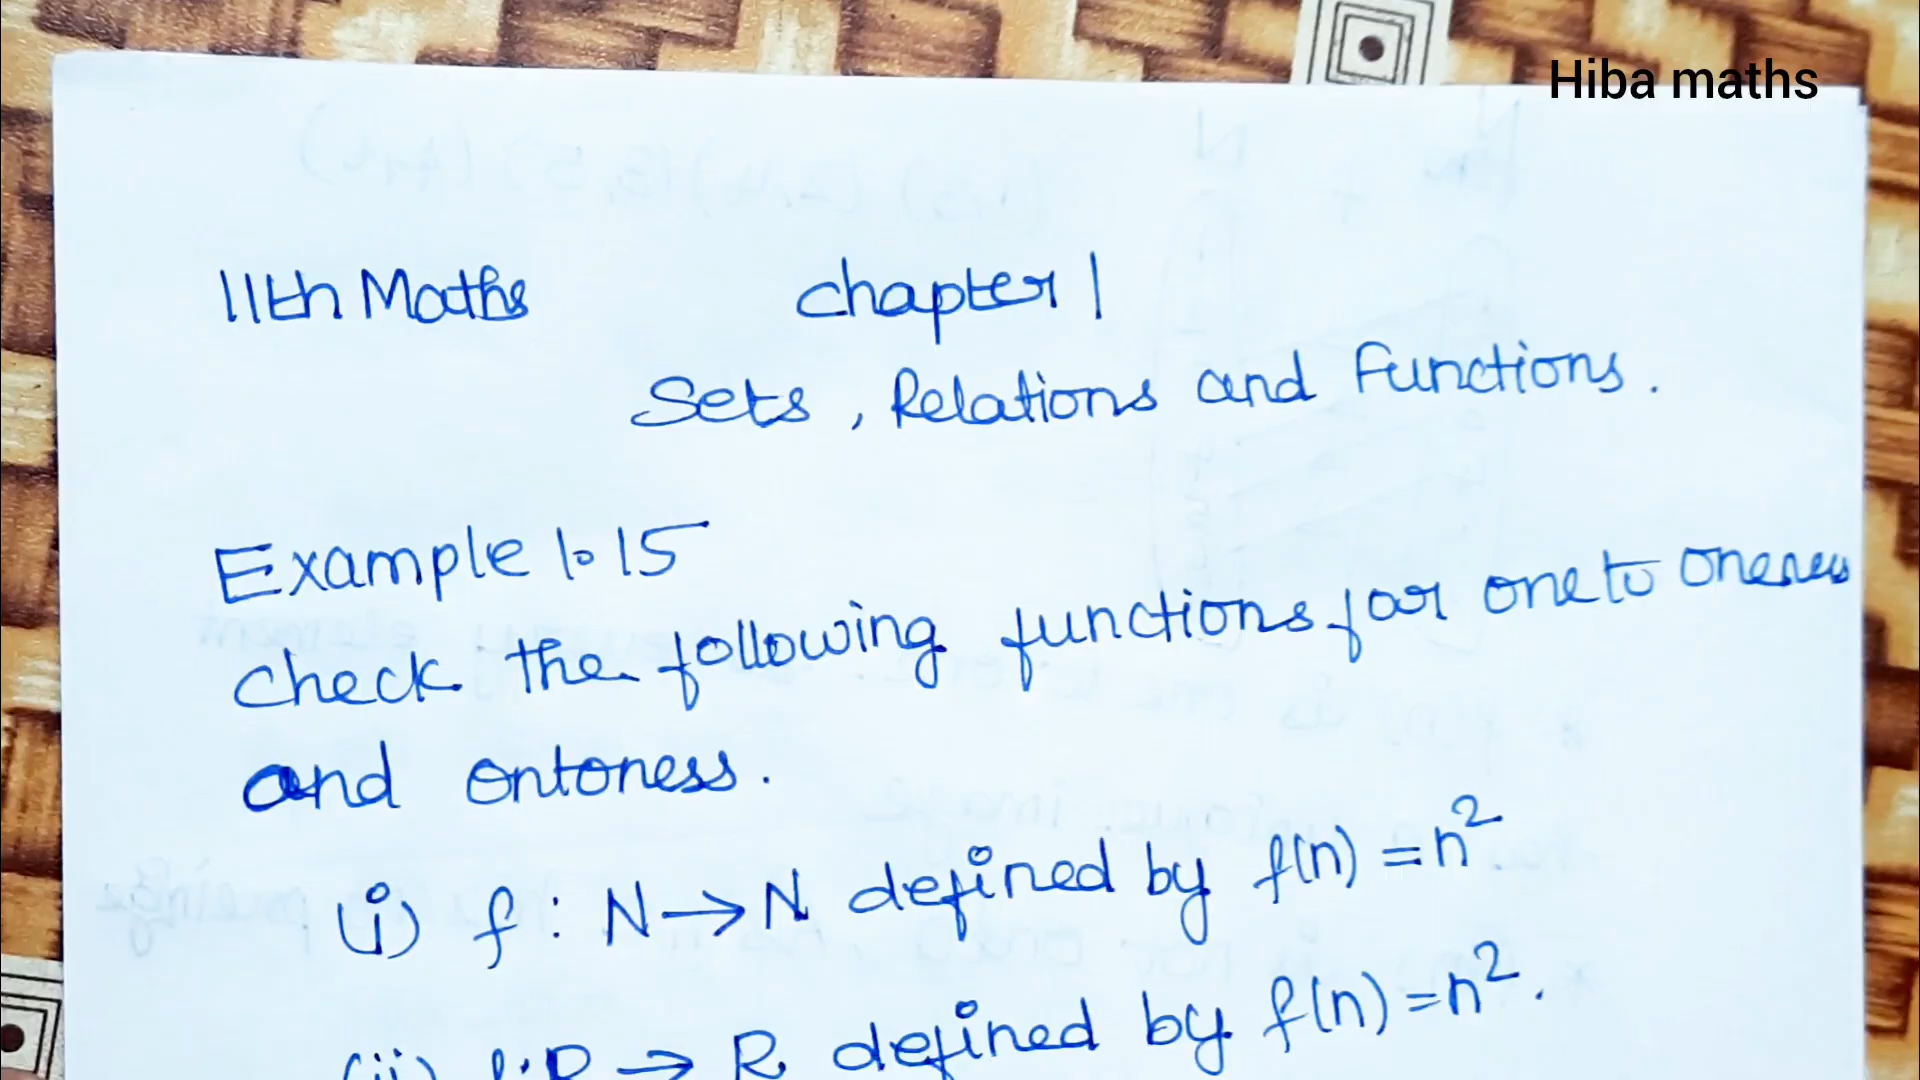 Hiba maths
11th Maths chapter 1
Sets, Relations and Functions.
Example 1.15
check the following functions for one to oneness
and ontoness.
(i) f : N → N defined by f(n) = n²
(ii) f : R → R defined by f(n) = n².